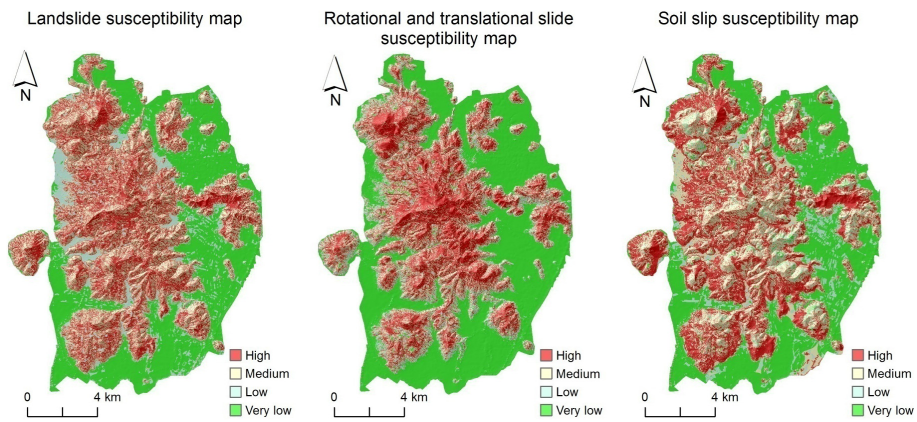 Landslide susceptibility map
N
High
Medium
Low
Very low
0 4 km
Rotational and translational slide
susceptibility map
N
High
Medium
Low
Very low
0 4 km
Soil slip susceptibility map
N
High
Medium
Low
Very low
0 4 km